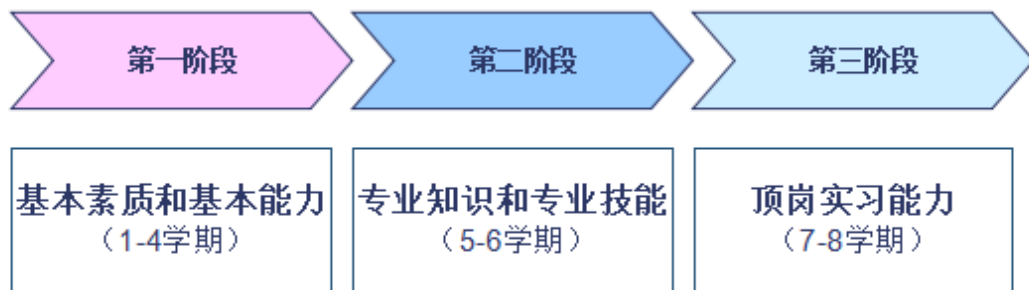 第一阶段
第二阶段
第三阶段
基本素质和基本能力
（1-4学期）
专业知识和专业技能
（5-6学期）
顶岗实习能力
（7-8学期）